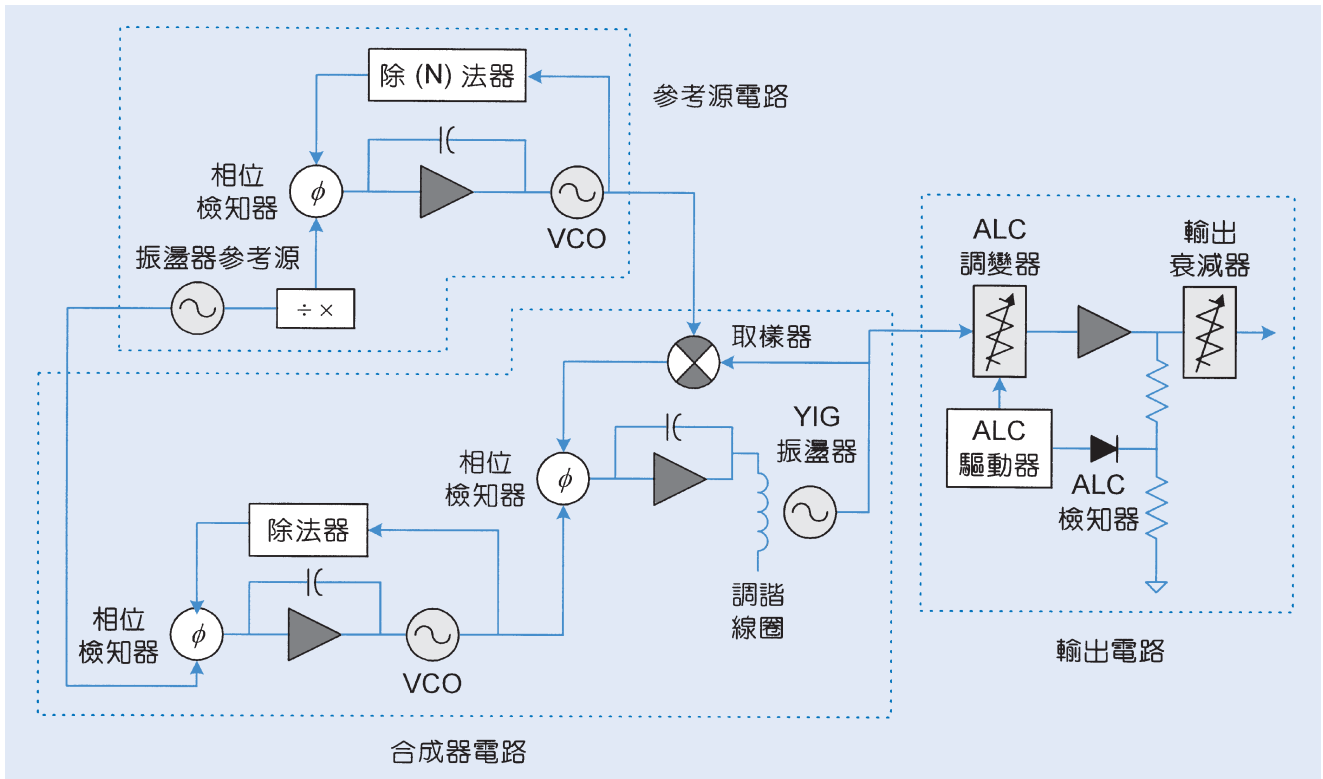 除 (N) 法器
參考源電路
相位
檢知器
ϕ
VCO
振盪器參考源
÷ ×
ALC
調變器
輸出
衰減器
取樣器
YIG
振盪器
ALC
驅動器
ALC
檢知器
相位
檢知器
ϕ
除法器
調諧
線圈
相位
檢知器
ϕ
VCO
輸出電路
合成器電路